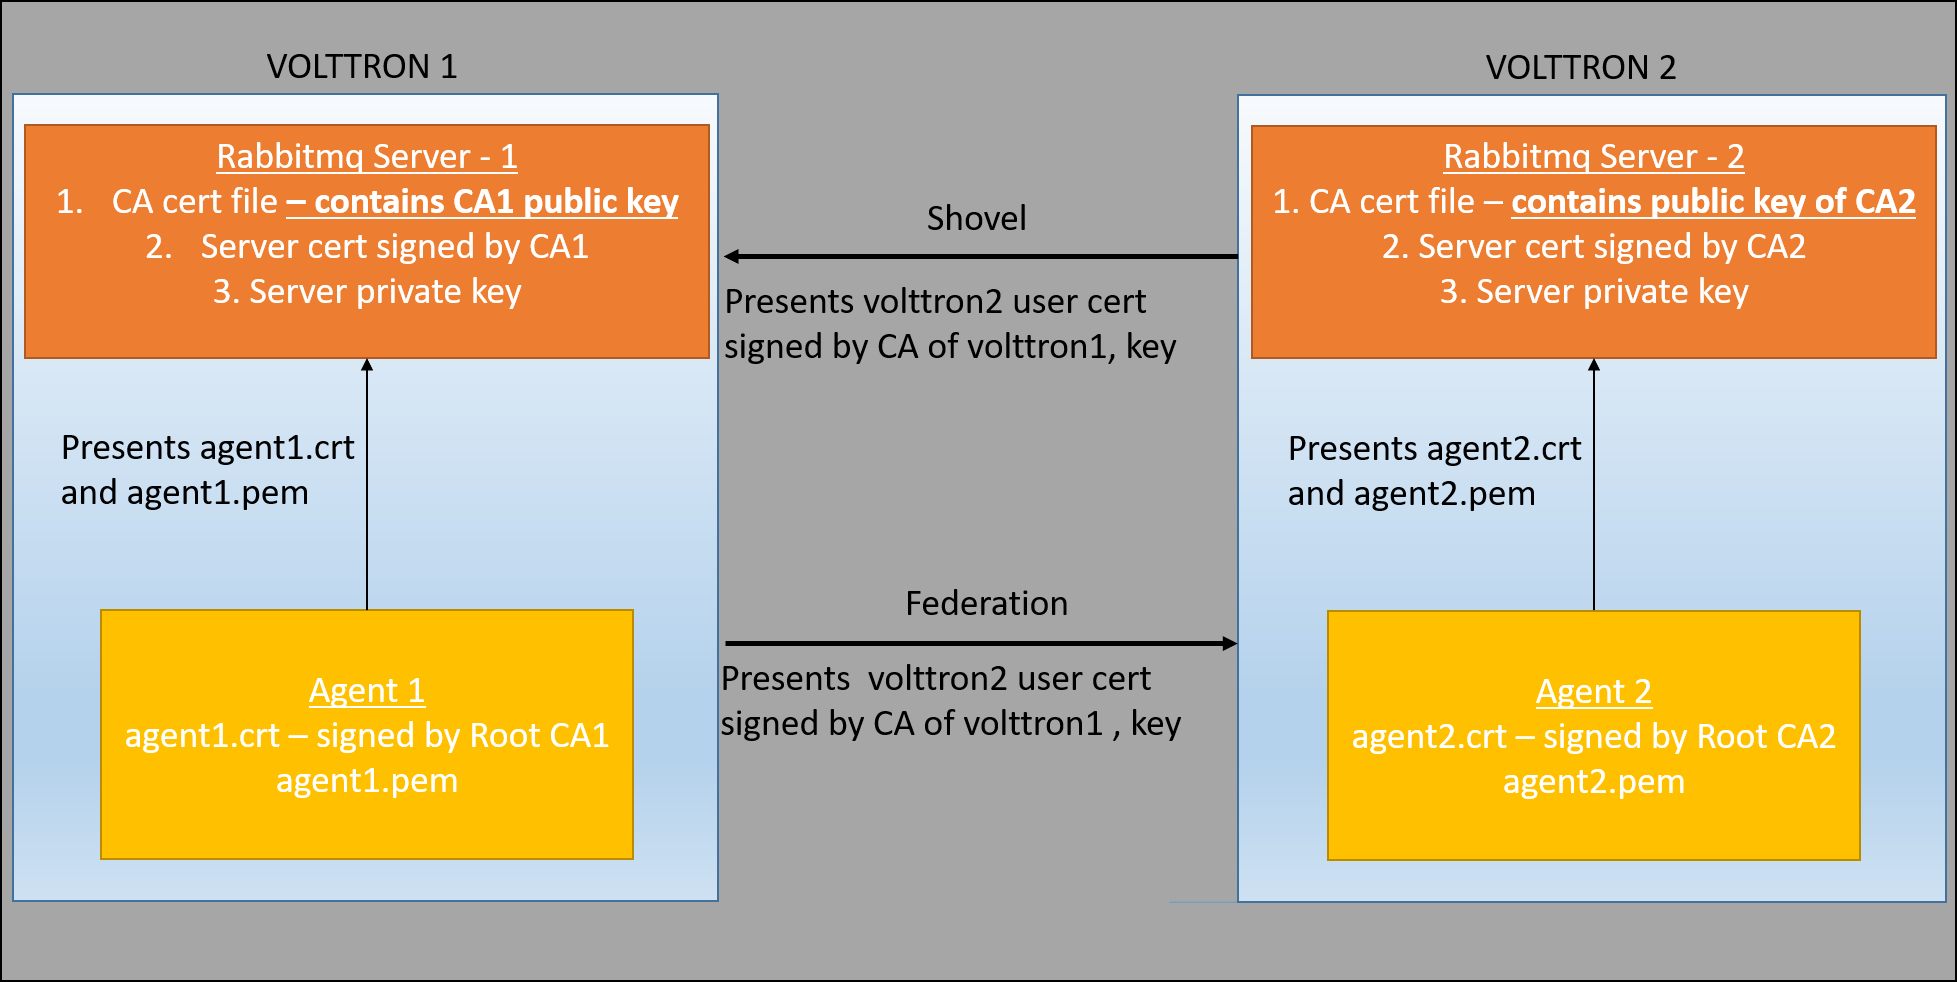 VOLTTRON 1
Rabbitmq Server - 1
1. CA cert file – contains CA1 public key
2. Server cert signed by CA1
3. Server private key
Presents agent1.crt
and agent1.pem
Agent 1
agent1.crt – signed by Root CA1
agent1.pem
Shovel
Presents volttron2 user cert
signed by CA of volttron1, key
Federation
Presents  volttron2 user cert
signed by CA of volttron1 , key
VOLTTRON 2
Rabbitmq Server - 2
1. CA cert file – contains public key of CA2
2. Server cert signed by CA2
3. Server private key
Presents agent2.crt
and agent2.pem
Agent 2
agent2.crt – signed by Root CA2
agent2.pem